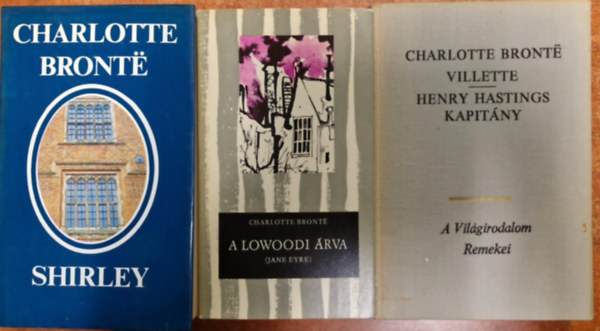 CHARLOTTE
BRONTË
SHIRLEY
CHARLOTTE BRONTË
A LOWOODI ÁRVA
(JANE EYRE)
CHARLOTTE BRONTË
VILLETTE
HENRY HASTINGS
KAPITÁNY
A Világirodalom
Remekei